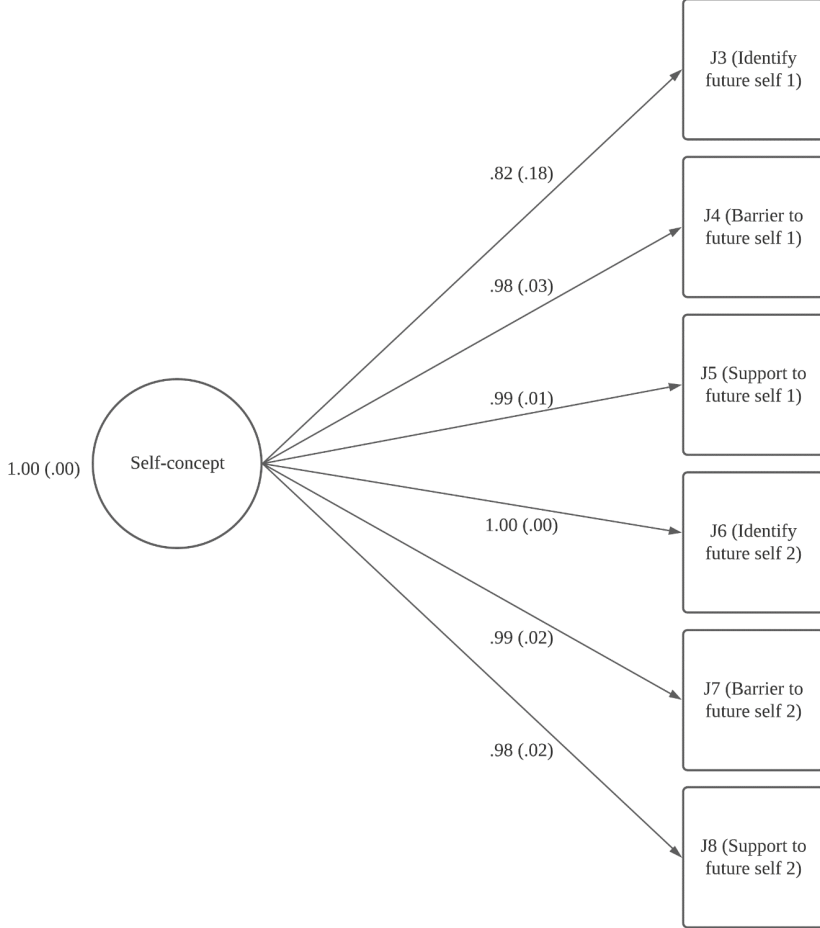 J3 (Identify
future self 1)
.82 (.18)
J4 (Barrier to
future self 1)
.98 (.03)
J5 (Support to
future self 1)
.99 (.01)
Self-concept
1.00 (.00)
J6 (Identify
future self 2)
1.00 (.00)
.99 (.02)
J7 (Barrier to
future self 2)
.98 (.02)
J8 (Support to
future self 2)